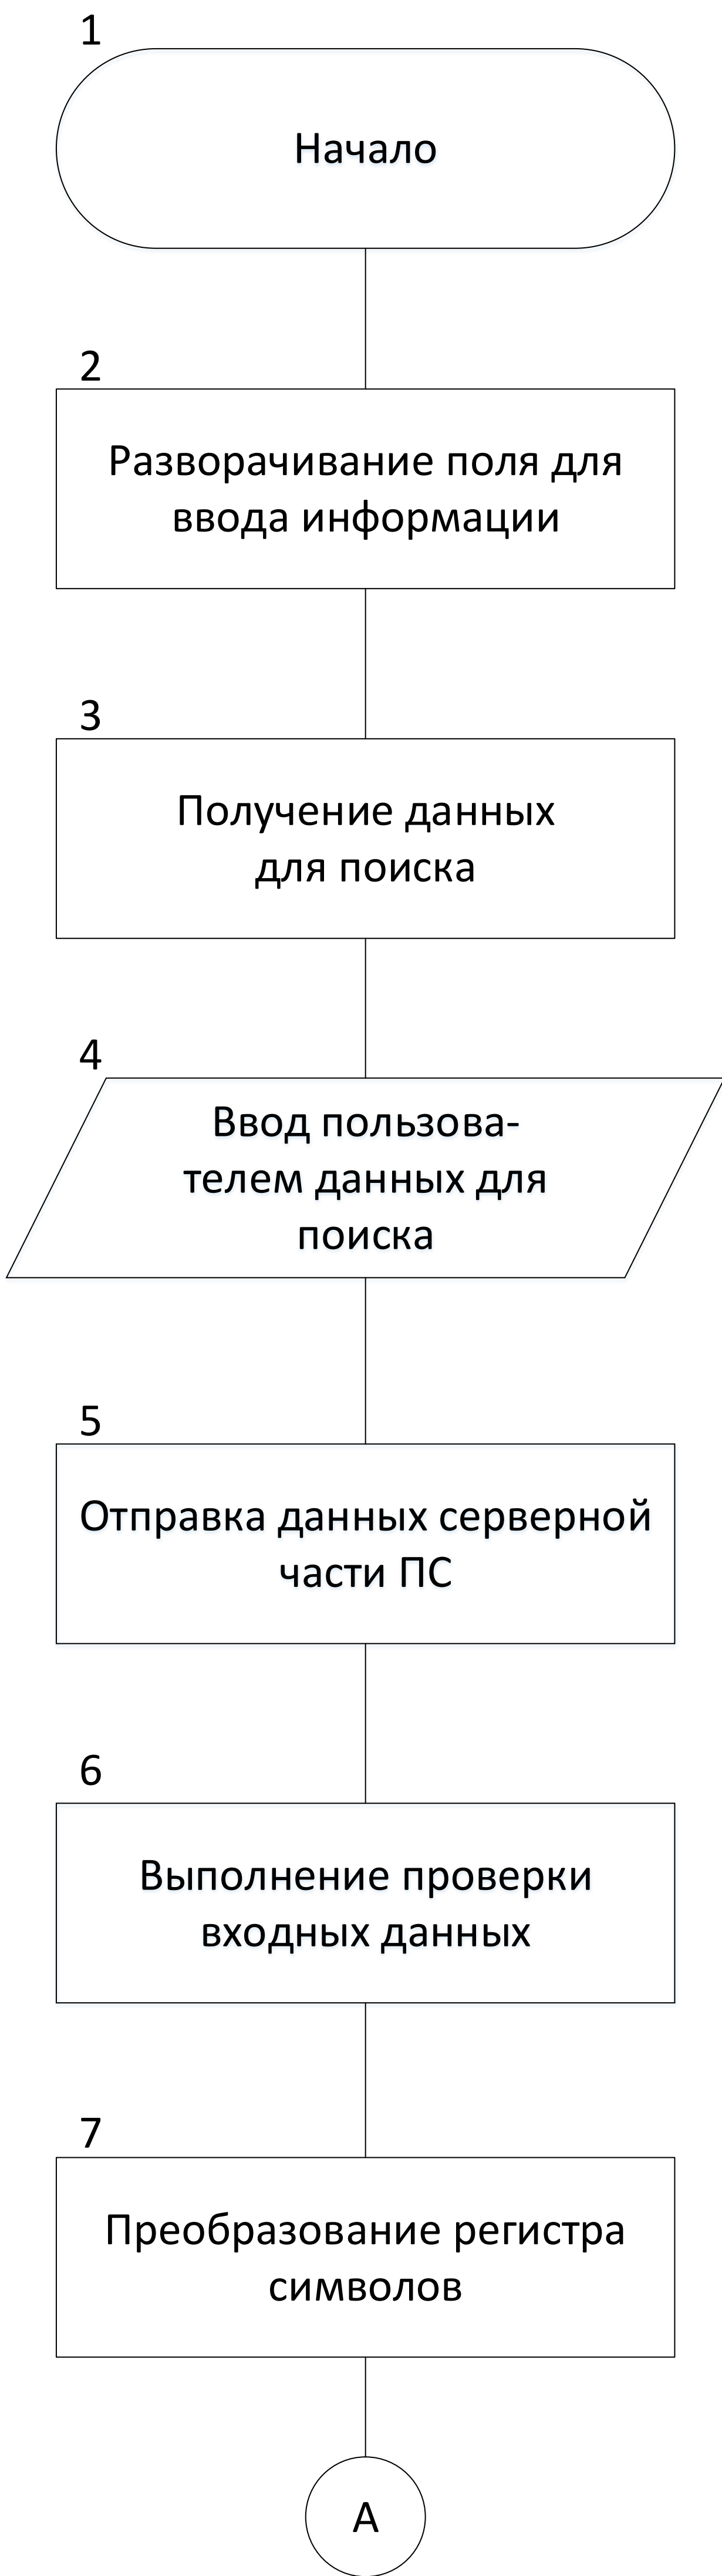 1
Начало
2
Разворачивание поля для
ввода информации
3
Получение данных
для поиска
4
Ввод пользова-
телем данных для
поиска
5
Отправка данных серверной
части ПС
6
Выполнение проверки
входных данных
7
Преобразование регистра
символов
А